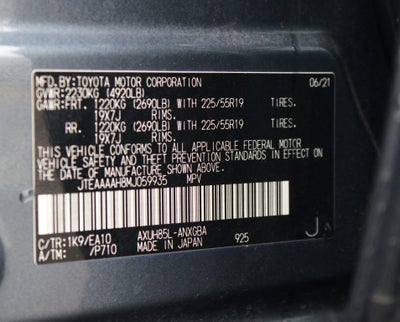 MFD. BY: TOYOTA MOTOR CORPORATION 06/21
GVWR: 2230KG (4920LB)
GAWR: FRT. 1220KG (2690LB) WITH 225/55R19 TIRES.
19X7J RIMS.
RR. 1220KG (2690LB) WITH 225/55R19 TIRES.
19X7J RIMS.
THIS VEHICLE CONFORMS TO ALL APPLICABLE FEDERAL MOTOR
VEHICLE SAFETY AND THEFT PREVENTION STANDARDS IN EFFECT ON
THE DATE OF MANUFACTURE SHOWN ABOVE.
JTEAAAAH8MJ059935 MPV
C/TR: 1K9/EA10 AXUH85L-ANXGBA
A/TM: /P710 MADE IN JAPAN 925
JA